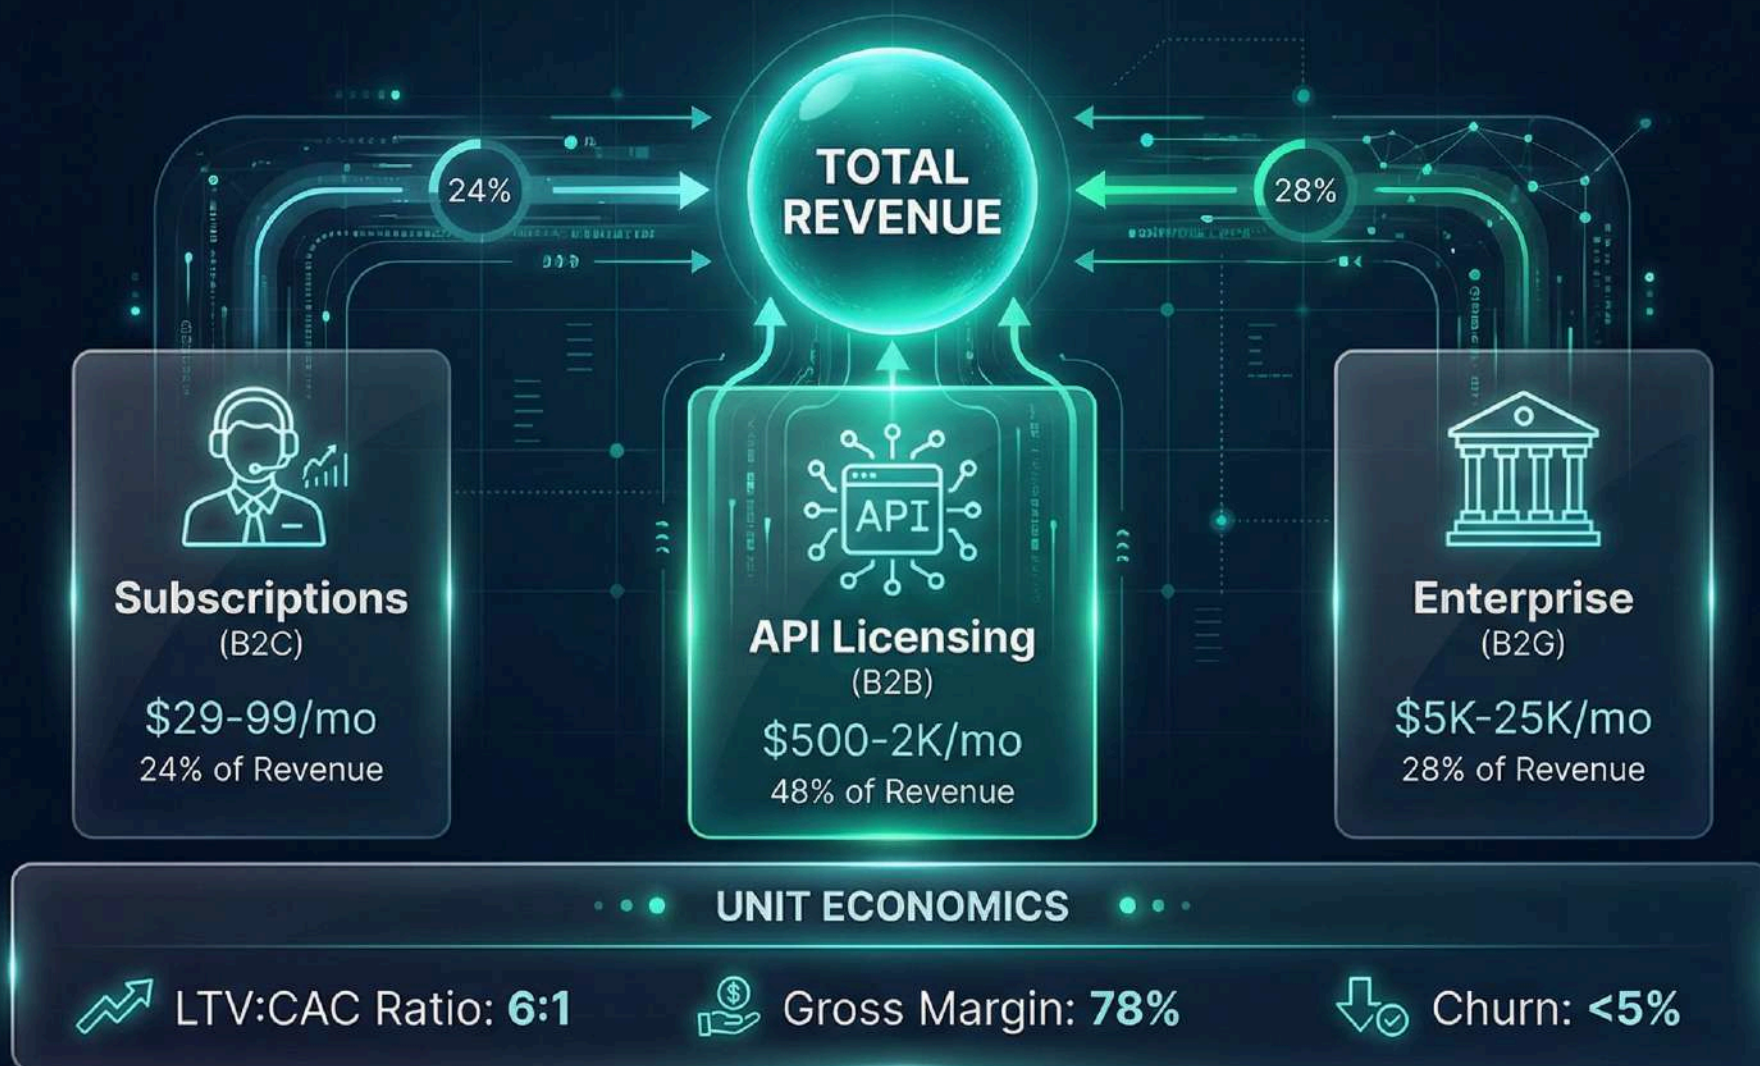 TOTAL
REVENUE
24%
28%
API
Subscriptions
(B2C)
$29-99/mo
24% of Revenue
API Licensing
(B2B)
$500-2K/mo
48% of Revenue
Enterprise
(B2G)
$5K-25K/mo
28% of Revenue
UNIT ECONOMICS
LTV:CAC Ratio: 6:1
Gross Margin: 78%
Churn: <5%